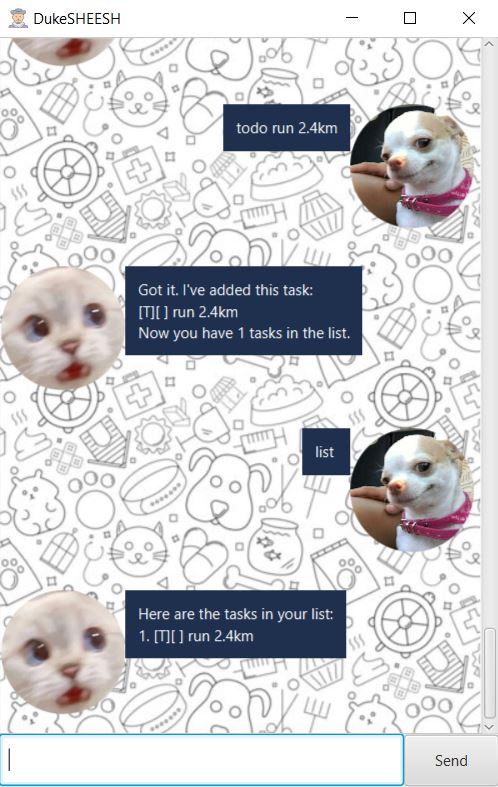 DukeSHEESH
todo run 2.4km
Got it. I've added this task:
[T][ ] run 2.4km
Now you have 1 tasks in the list.
list
Here are the tasks in your list:
1. [T][ ] run 2.4km
Send